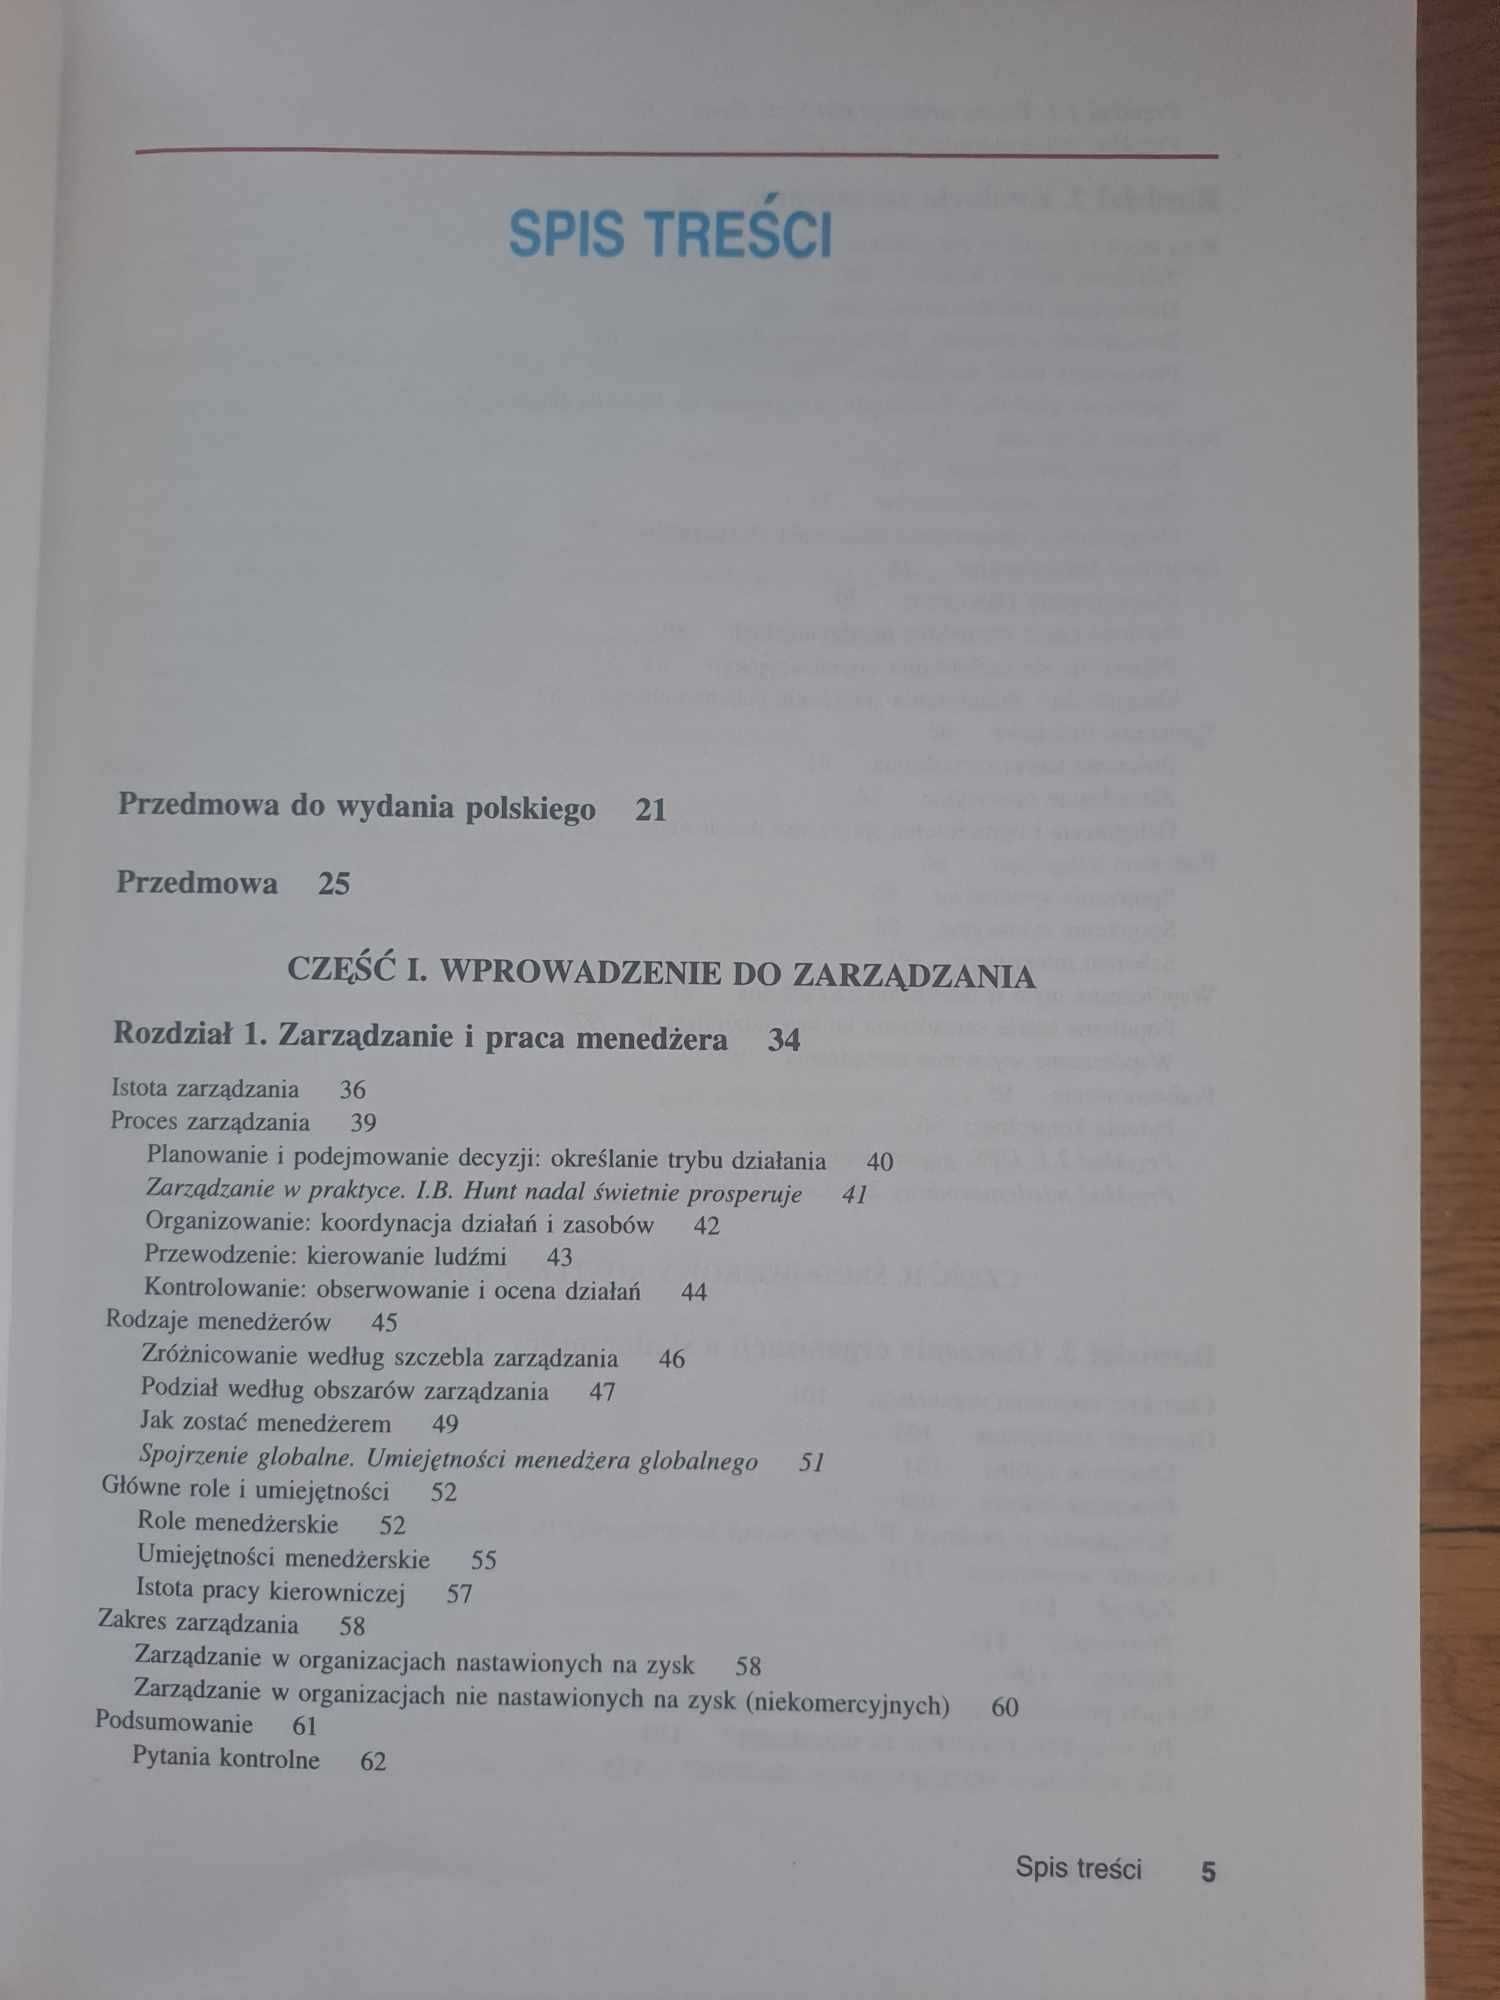 SPIS TREŚCI
Przedmowa do wydania polskiego 21
Przedmowa 25
CZĘŚĆ I. WPROWADZENIE DO ZARZĄDZANIA
Rozdział 1. Zarządzanie i praca menedżera 34
Istota zarządzania 36
Proces zarządzania 39
Planowanie i podejmowanie decyzji: określanie trybu działania 40
Zarządzanie w praktyce. I.B. Hunt nadal świetnie prosperuje 41
Organizowanie: koordynacja działań i zasobów 42
Przewodzenie: kierowanie ludźmi 43
Kontrolowanie: obserwowanie i ocena działań 44
Rodzaje menedżerów 45
Zróżnicowanie według szczebla zarządzania 46
Podział według obszarów zarządzania 47
Jak zostać menedżerem 49
Spojrzenie globalne. Umiejętności menedżera globalnego 51
Główne role i umiejętności 52
Role menedżerskie 52
Umiejętności menedżerskie 55
Istota pracy kierowniczej 57
Zakres zarządzania 58
Zarządzanie w organizacjach nastawionych na zysk 58
Zarządzanie w organizacjach nie nastawionych na zysk (niekomercyjnych) 60
Podsumowanie 61
Pytania kontrolne 62
Spis treści 5